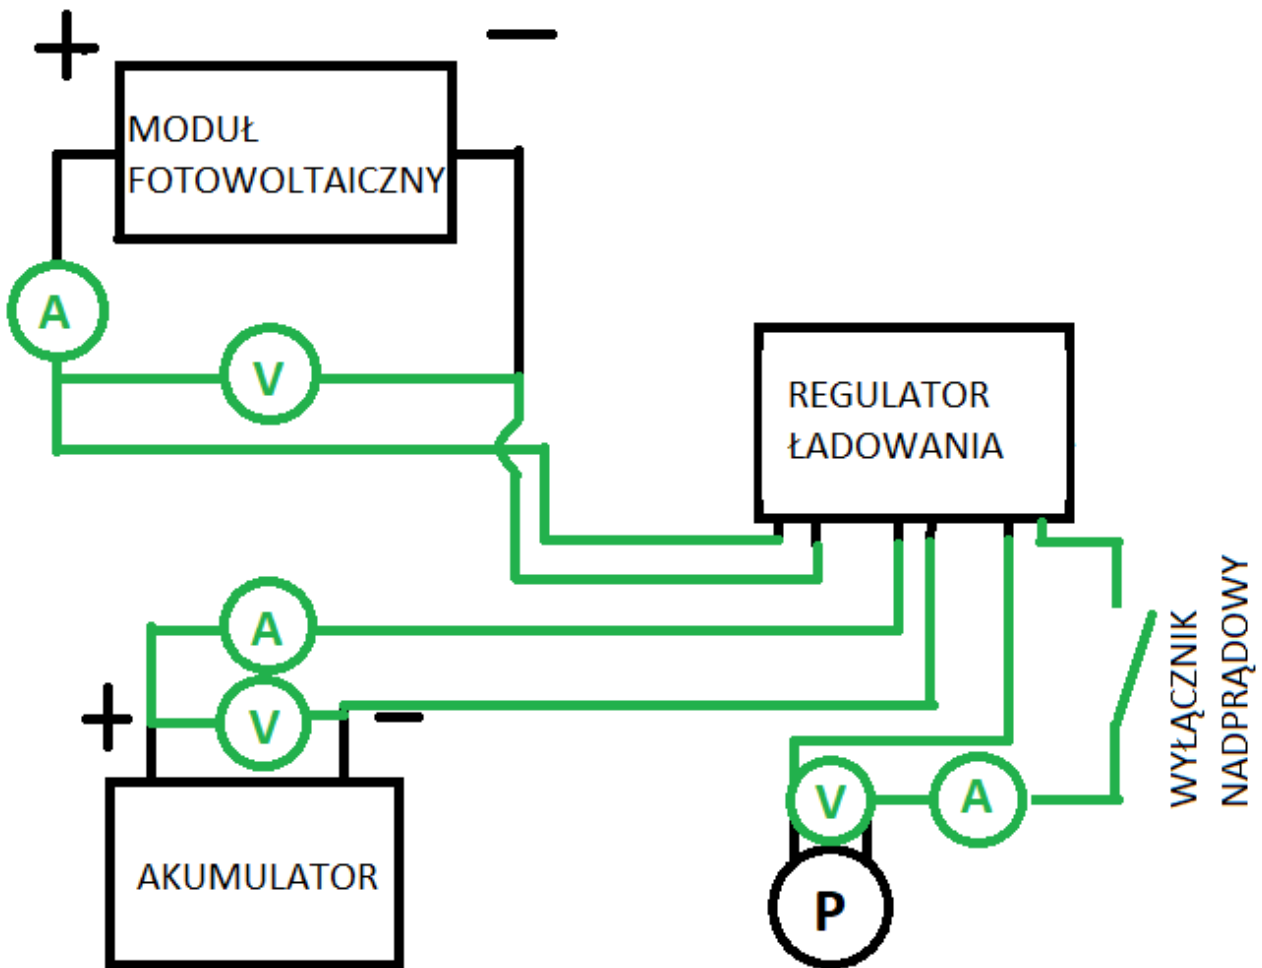 + −
MODUŁ
FOTOWOLTAICZNY
A
V
REGULATOR
ŁADOWANIA
A
V
+ −
AKUMULATOR
V A
P
WYŁĄCZNIK
NADPRĄDOWY